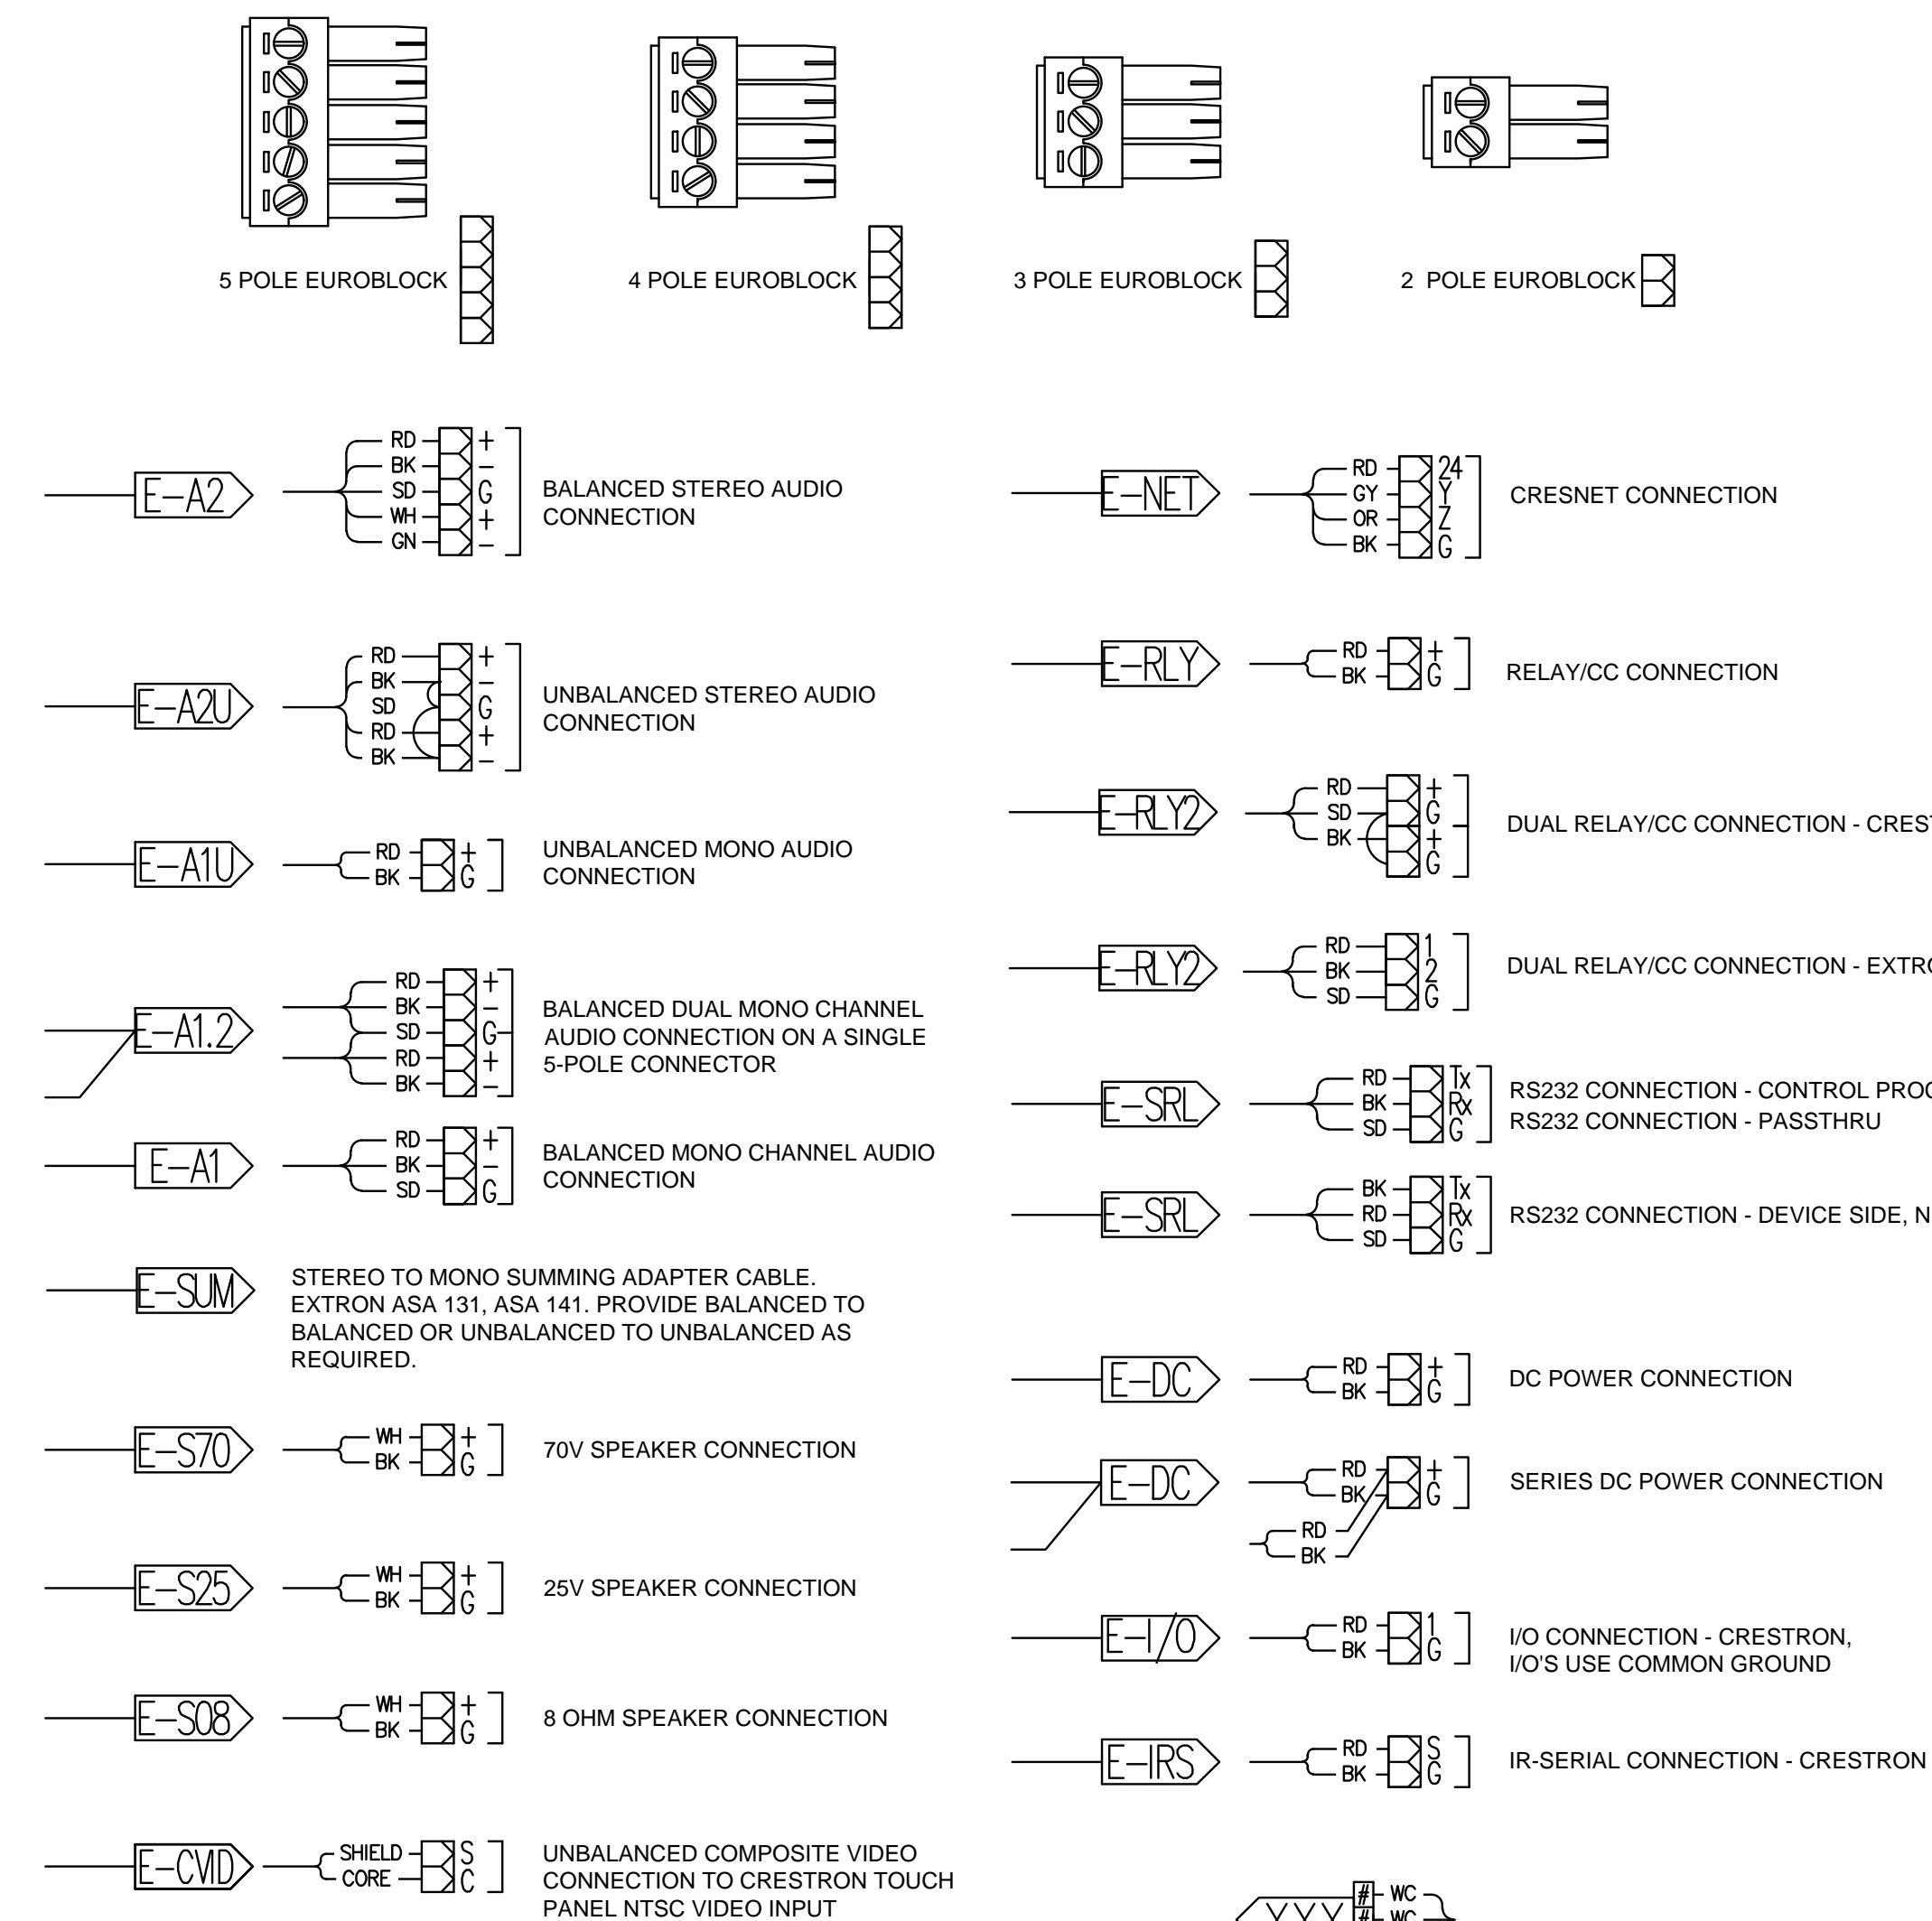 5 POLE EUROBLOCK
4 POLE EUROBLOCK
3 POLE EUROBLOCK
2 POLE EUROBLOCK
E-A2
RD +
BK -
SD G
WH +
GN -
BALANCED STEREO AUDIO
CONNECTION
E-A2U
RD +
BK -
SD G
RD +
BK -
UNBALANCED STEREO AUDIO
CONNECTION
E-A1U
RD +
BK G
UNBALANCED MONO AUDIO
CONNECTION
E-A1.2
RD +
BK -
SD G
RD +
BK -
BALANCED DUAL MONO CHANNEL
AUDIO CONNECTION ON A SINGLE
5-POLE CONNECTOR
E-A1
RD +
BK -
SD G
BALANCED MONO CHANNEL AUDIO
CONNECTION
E-SUM
STEREO TO MONO SUMMING ADAPTER CABLE.
EXTRON ASA 131, ASA 141. PROVIDE BALANCED TO
BALANCED OR UNBALANCED TO UNBALANCED AS
REQUIRED.
E-S70
WH +
BK G
70V SPEAKER CONNECTION
E-S25
WH +
BK G
25V SPEAKER CONNECTION
E-S08
WH +
BK G
8 OHM SPEAKER CONNECTION
E-CVID
SHIELD S
CORE C
UNBALANCED COMPOSITE VIDEO
CONNECTION TO CRESTRON TOUCH
PANEL NTSC VIDEO INPUT
E-NET
RD 24
GY Y
OR Z
BK G
CRESNET CONNECTION
E-RLY
RD +
BK G
RELAY/CC CONNECTION
E-RLY2
RD +
SD G
BK +
G
DUAL RELAY/CC CONNECTION - CREST
E-RLY2
RD 1
BK 2
SD G
DUAL RELAY/CC CONNECTION - EXTRO
E-SRL
RD Tx
BK Rx
SD G
RS232 CONNECTION - CONTROL PROC
RS232 CONNECTION - PASSTHRU
E-SRL
BK Tx
RD Rx
SD G
RS232 CONNECTION - DEVICE SIDE, N
E-DC
RD +
BK G
DC POWER CONNECTION
E-DC
RD +
BK G
RD
BK
SERIES DC POWER CONNECTION
E-I/O
RD 1
BK G
I/O CONNECTION - CRESTRON,
I/O'S USE COMMON GROUND
E-IRS
RD S
BK G
IR-SERIAL CONNECTION - CRESTRON
XXX
# WC
# WC